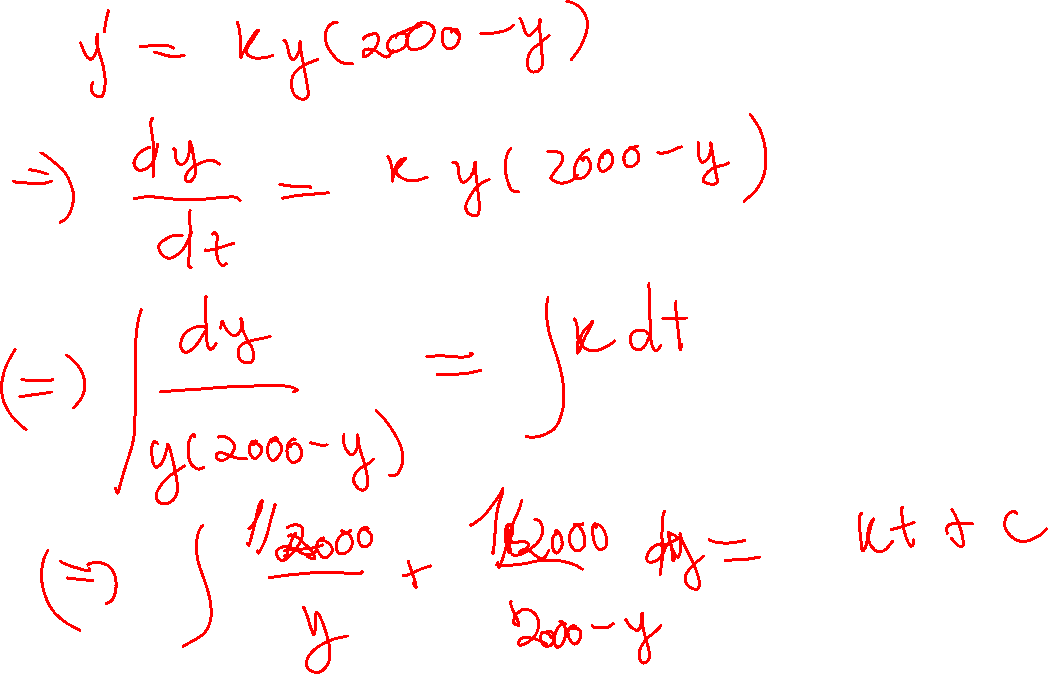 y' = ky(2000-y)
=) dy/dt = ky(2000-y)
(=) ∫ dy/y(2000-y) = ∫ k dt
(=) ∫ 1/2000/y + 1/2000/2000-y dy = kt + C